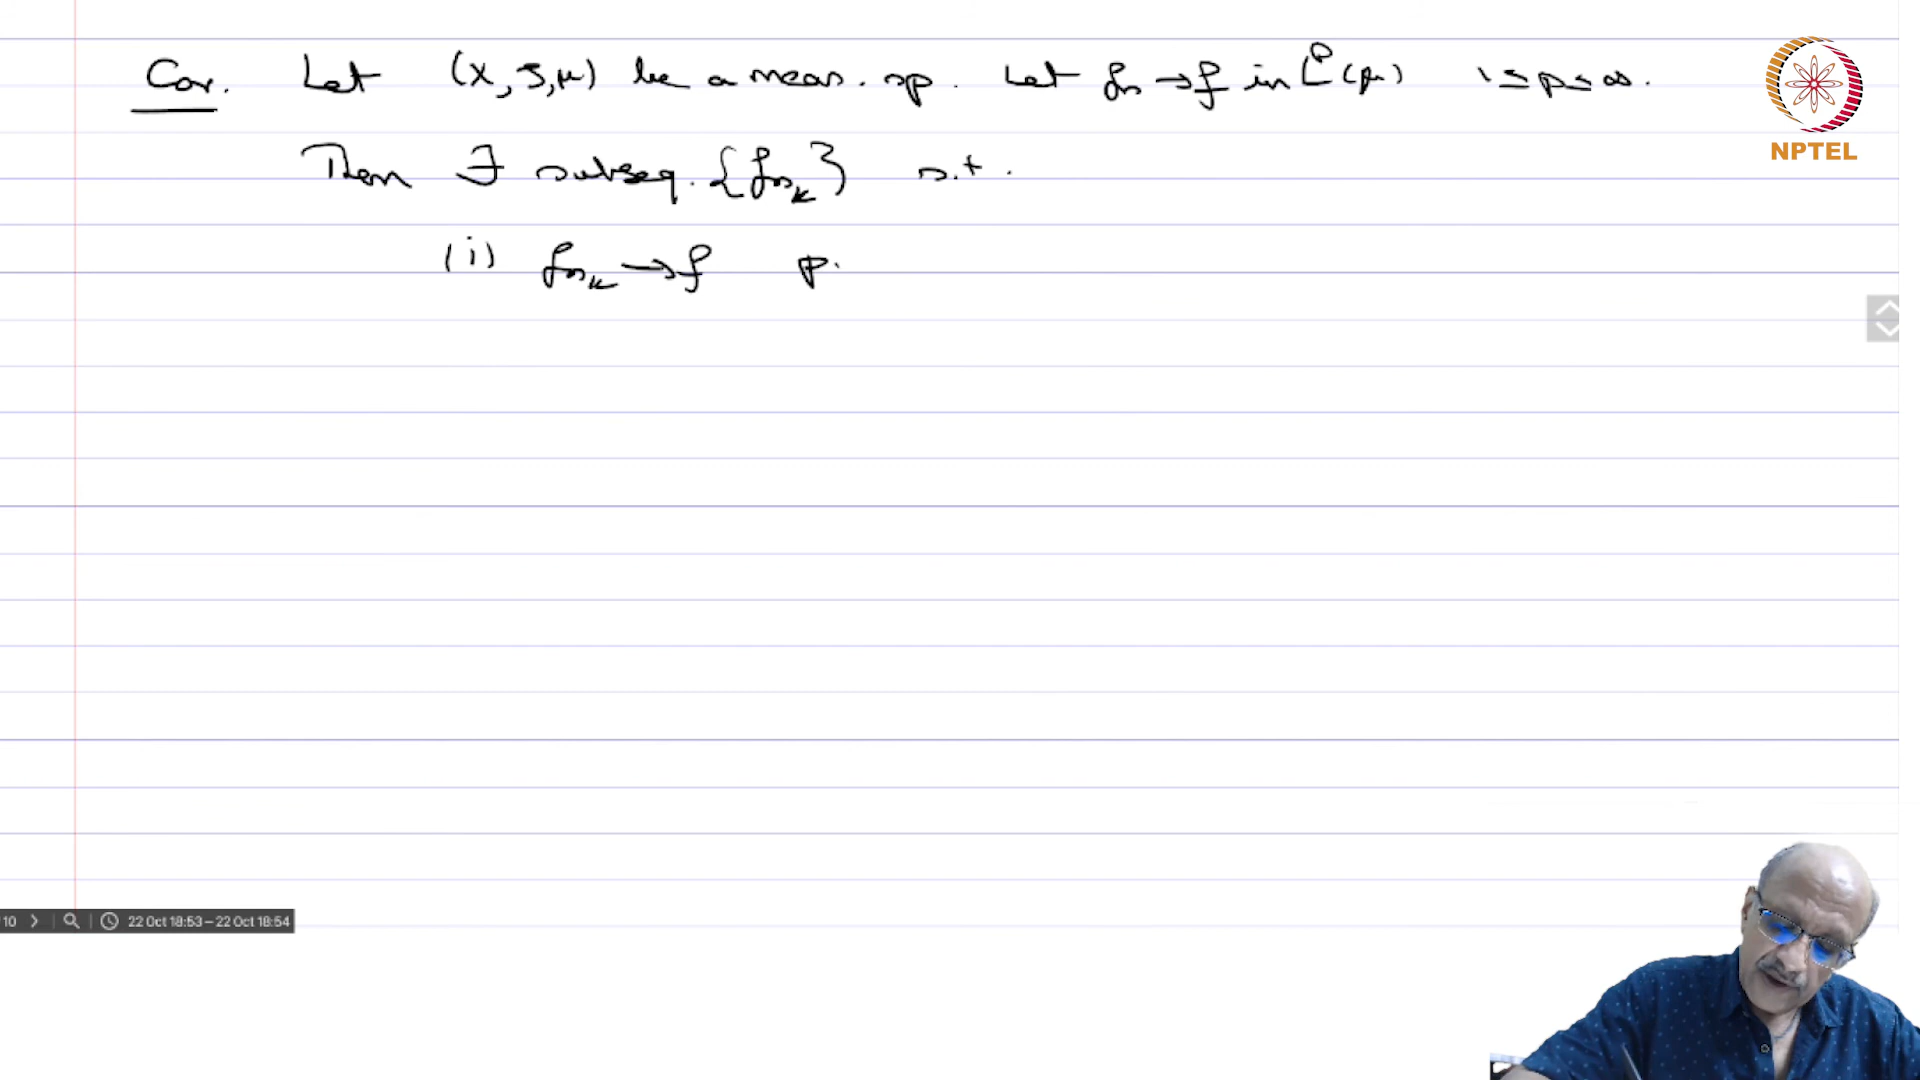 Cor. Let (X, S, μ) be a meas. sp. Let fn → f in L^p(μ) 1 ≤ p ≤ ∞.
NPTEL
Then ∃ subseq. {fnk} s.t.
(i) fnk → f p.
10 22 Oct 18:53 – 22 Oct 18:54